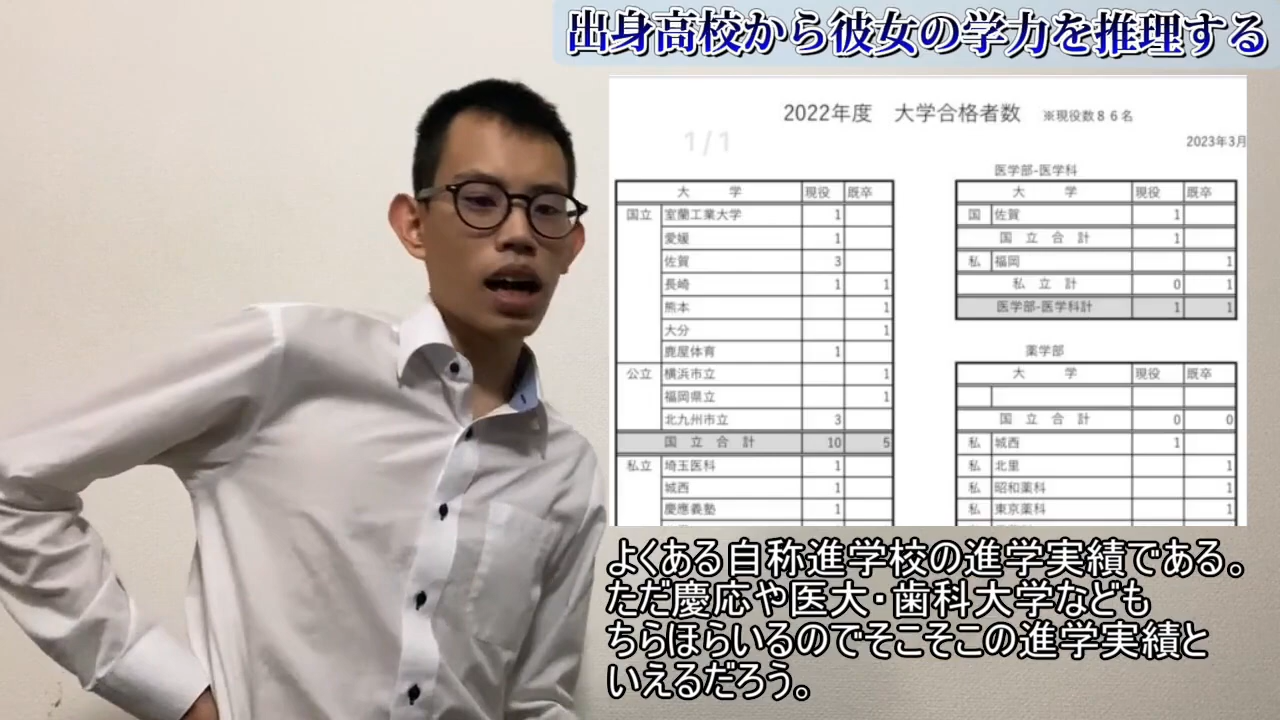 出身高校から彼女の学力を推理する
2022年度 大学合格者数 ※現役数86名
1/1
2023年3月
大 学 現役 既卒
国立 室蘭工業大学 1
愛媛 1
佐賀 3
長崎 1 1
熊本 1
大分 1
鹿屋体育 1
公立 横浜市立 1
福岡県立 1
北九州市立 3
国 立 合 計 10 5
私立 埼玉医科 1
城西 1
慶應義塾 1
医学部-医学科
大 学 現役 既卒
国 佐賀 1
国 立 合 計 1
私 福岡 1
私 立 計 0 1
医学部-医学科計 1 1
薬学部
大 学 現役 既卒
国 立 合 計 0 0
私 城西 1
私 北里 1
私 昭和薬科 1
私 東京薬科 1
よくある自称進学校の進学実績である。
ただ慶応や医大・歯科大学なども
ちらほらいるのでそこそこの進学実績と
いえるだろう。